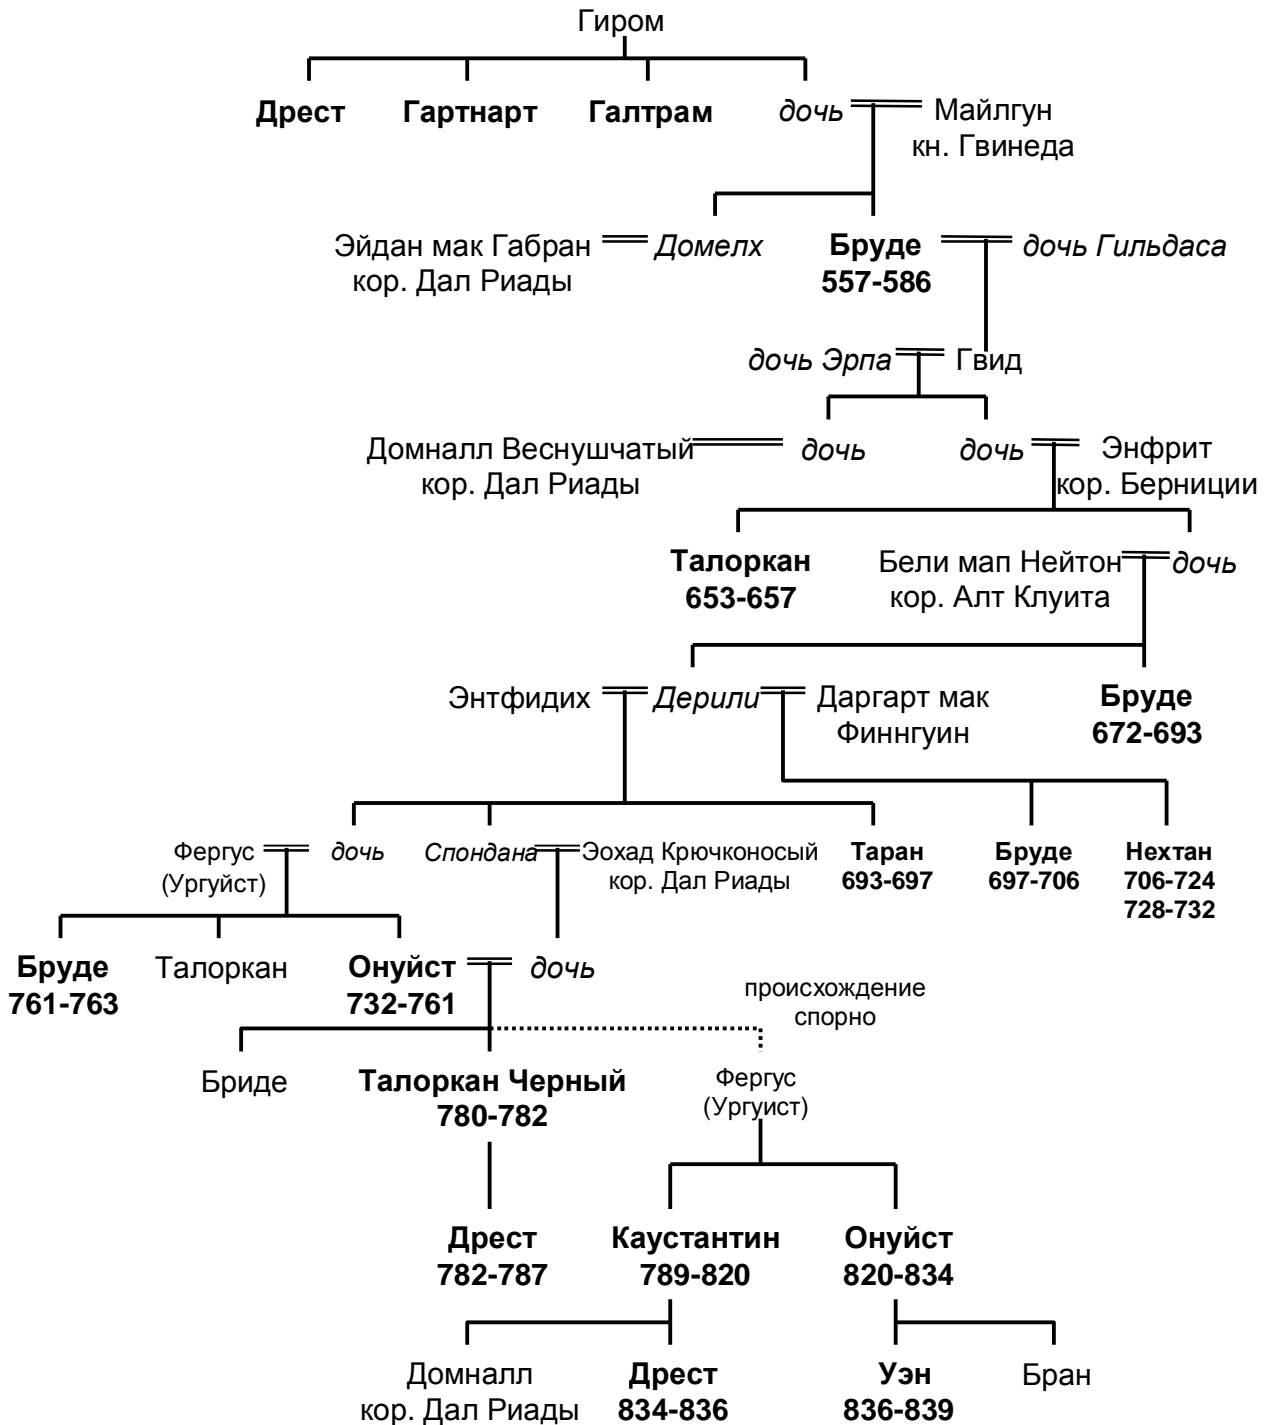 Гиром
Дрест Гартнарт Галтрам дочь Майлгун
кн. Гвинеда
Эйдан мак Габран Домелх Бруде дочь Гильдаса
кор. Дал Риады 557-586
дочь Эрпа Гвид
Домналл Веснушчатый дочь дочь Энфрит
кор. Дал Риады кор. Берниции
Талоркан Бели мап Нейтон дочь
653-657 кор. Алт Клуита
Энтфидих Дерили Даргарт мак Бруде
Финнгуин 672-693
Фергус дочь Спондана Эохад Крючконосый Таран Бруде Нехтан
(Ургуйст) кор. Дал Риады 693-697 697-706 706-724
728-732
Бруде Талоркан Онуйст дочь
761-763 732-761
происхождение
спорно
Бриде Талоркан Черный Фергус
780-782 (Ургуист)
Дрест Каустантин Онуйст
782-787 789-820 820-834
Домналл Дрест Уэн Бран
кор. Дал Риады 834-836 836-839